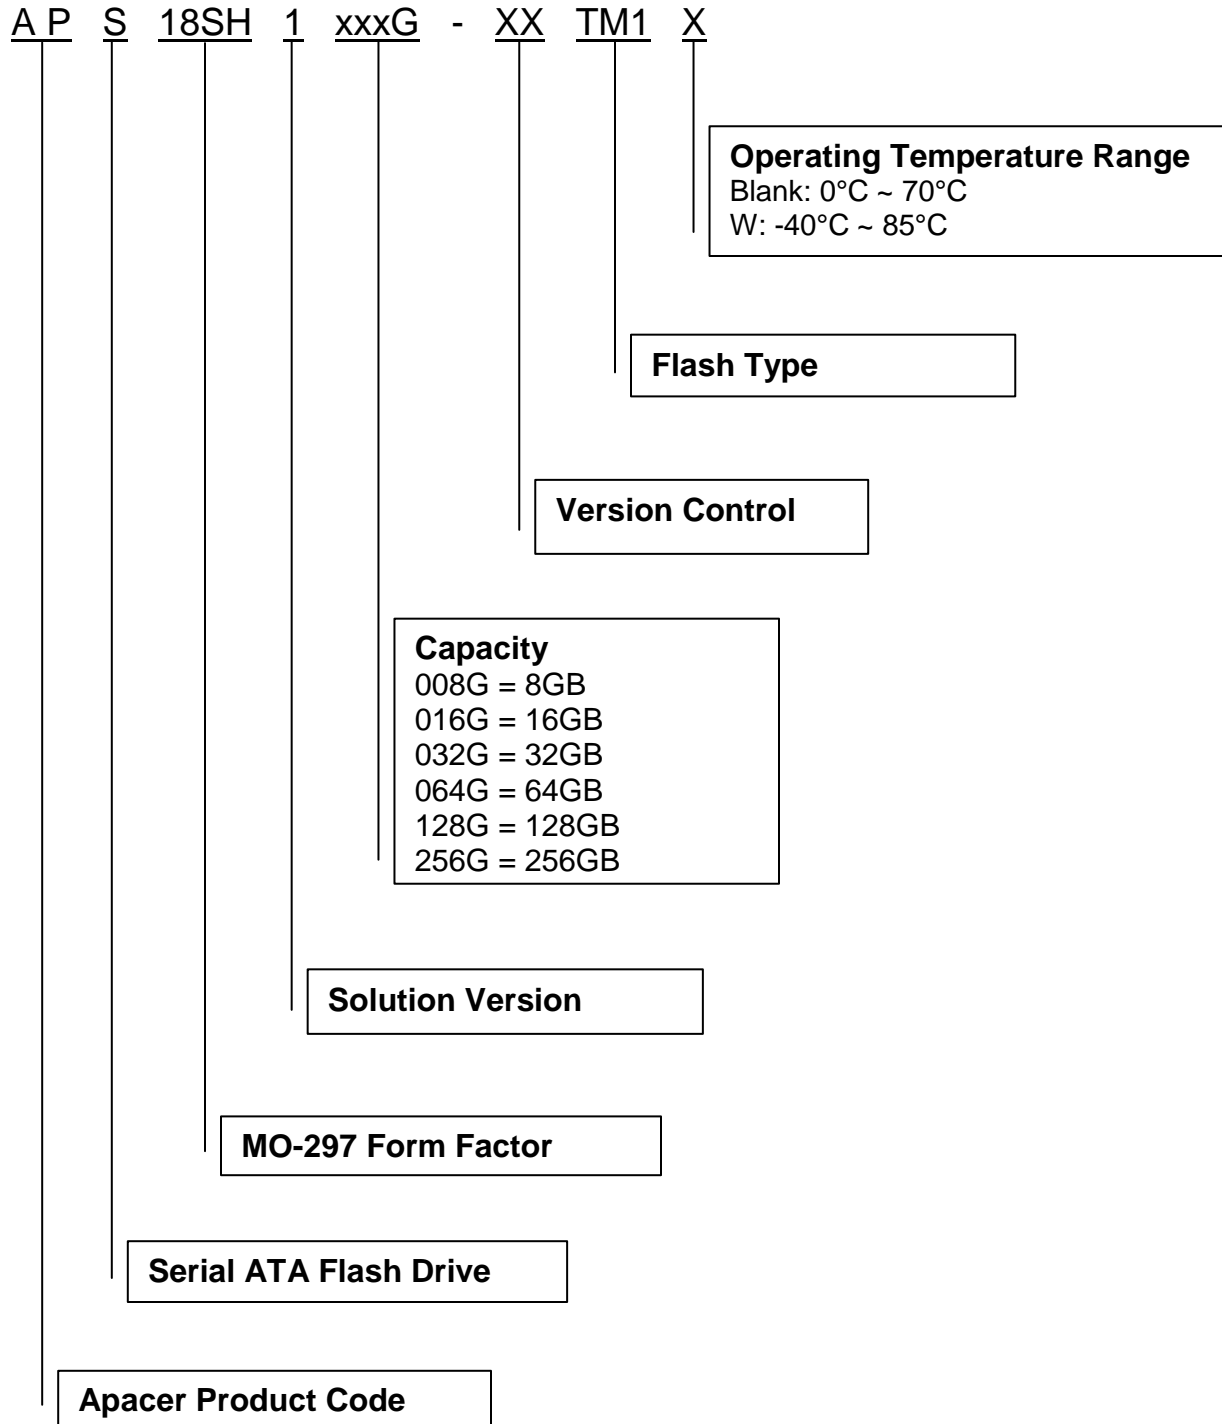 A P S 18SH 1 xxxG - XX TM1 X
Operating Temperature Range
Blank: 0°C ~ 70°C
W: -40°C ~ 85°C
Flash Type
Version Control
Capacity
008G = 8GB
016G = 16GB
032G = 32GB
064G = 64GB
128G = 128GB
256G = 256GB
Solution Version
MO-297 Form Factor
Serial ATA Flash Drive
Apacer Product Code